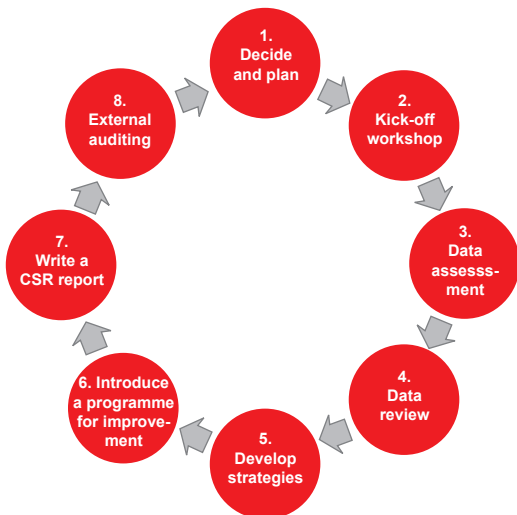 1.
Decide
and plan
2.
Kick-off
workshop
3.
Data
assesss-
ment
4.
Data
review
5.
Develop
strategies
6. Introduce
a programme
for improve-
ment
7.
Write a
CSR report
8.
External
auditing